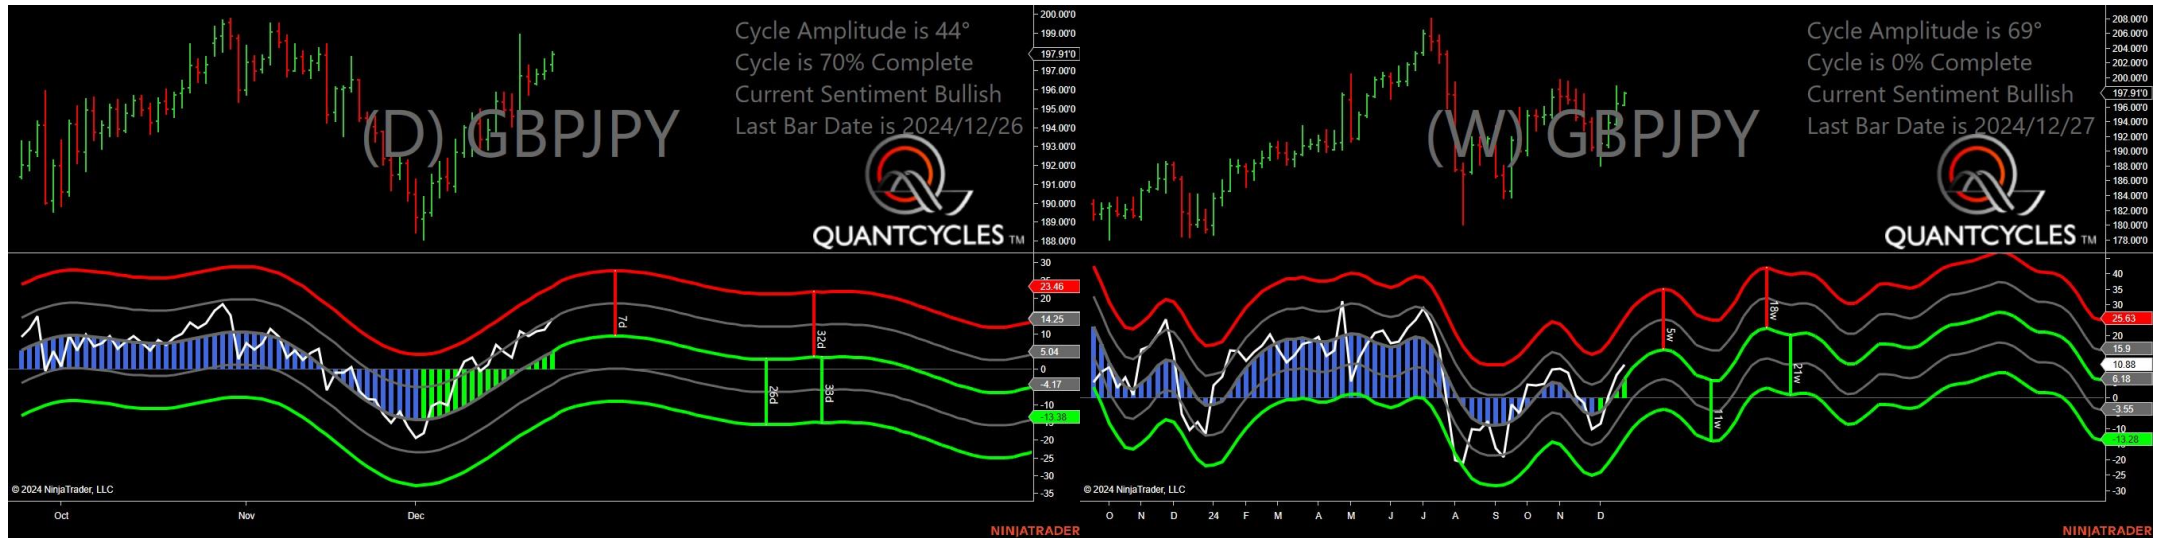 Cycle Amplitude is 44°
Cycle is 70% Complete
Current Sentiment Bullish
Last Bar Date is 2024/12/26
(D) GBPJPY
QUANTCYCLES TM
200.00'0
199.00'0
197.91'0
197.00'0
196.00'0
195.00'0
194.00'0
193.00'0
192.00'0
191.00'0
190.00'0
189.00'0
188.00'0
30
23.46
20
14.25
10
5.04
0
-4.17
-10
-13.38
-20
-25
-30
-35
7d
32d
26d
33d
© 2024 NinjaTrader, LLC
Oct
Nov
Dec
NINJATRADER
Cycle Amplitude is 69°
Cycle is 0% Complete
Current Sentiment Bullish
Last Bar Date is 2024/12/27
(W) GBPJPY
QUANTCYCLES TM
208.00'0
206.00'0
204.00'0
202.00'0
200.00'0
197.91'0
196.00'0
194.00'0
192.00'0
190.00'0
188.00'0
186.00'0
184.00'0
182.00'0
180.00'0
178.00'0
40
35
30
25.63
20
15.9
10.88
6.18
0
-3.55
-10
-13.28
-20
-25
-30
5w
18w
11w
21w
© 2024 NinjaTrader, LLC
O
N
D
24
F
M
A
M
J
J
A
S
O
N
D
NINJATRADER